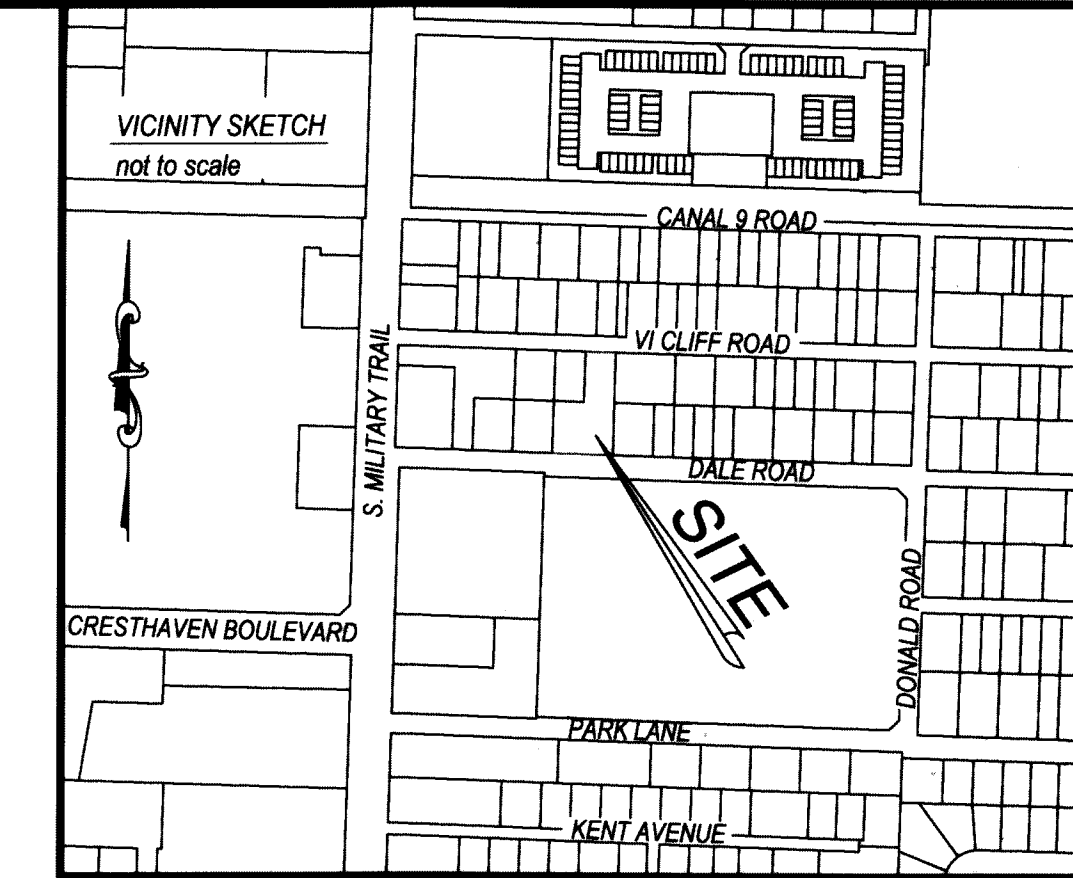 VICINITY SKETCH
not to scale
CANAL 9 ROAD
VI CLIFF ROAD
S. MILITARY TRAIL
DALE ROAD
SITE
DONALD ROAD
CRESTHAVEN BOULEVARD
PARK LANE
KENT AVENUE